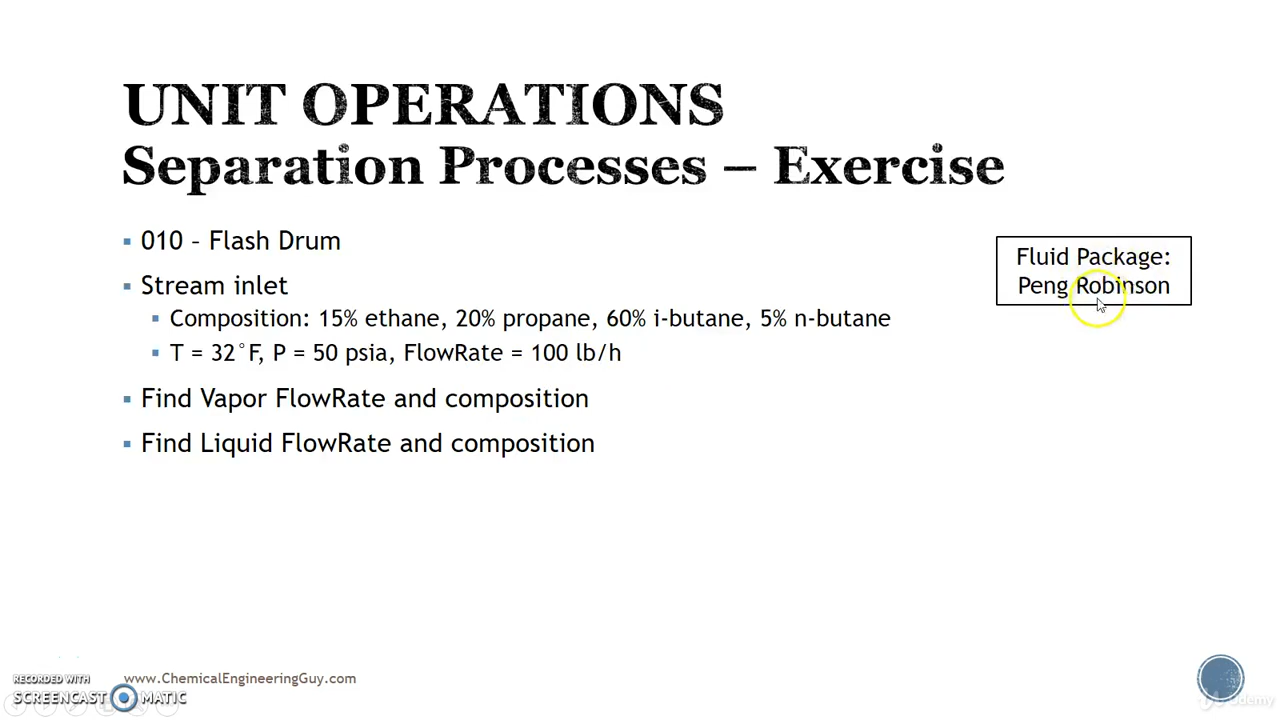 UNIT OPERATIONS
Separation Processes – Exercise
010 – Flash Drum
Fluid Package:
Peng Robinson
Stream inlet
Composition: 15% ethane, 20% propane, 60% i-butane, 5% n-butane
T = 32°F, P = 50 psia, FlowRate = 100 lb/h
Find Vapor FlowRate and composition
Find Liquid FlowRate and composition
www.ChemicalEngineeringGuy.com
RECORDED WITH
SCREENCAST MATIC
Udemy